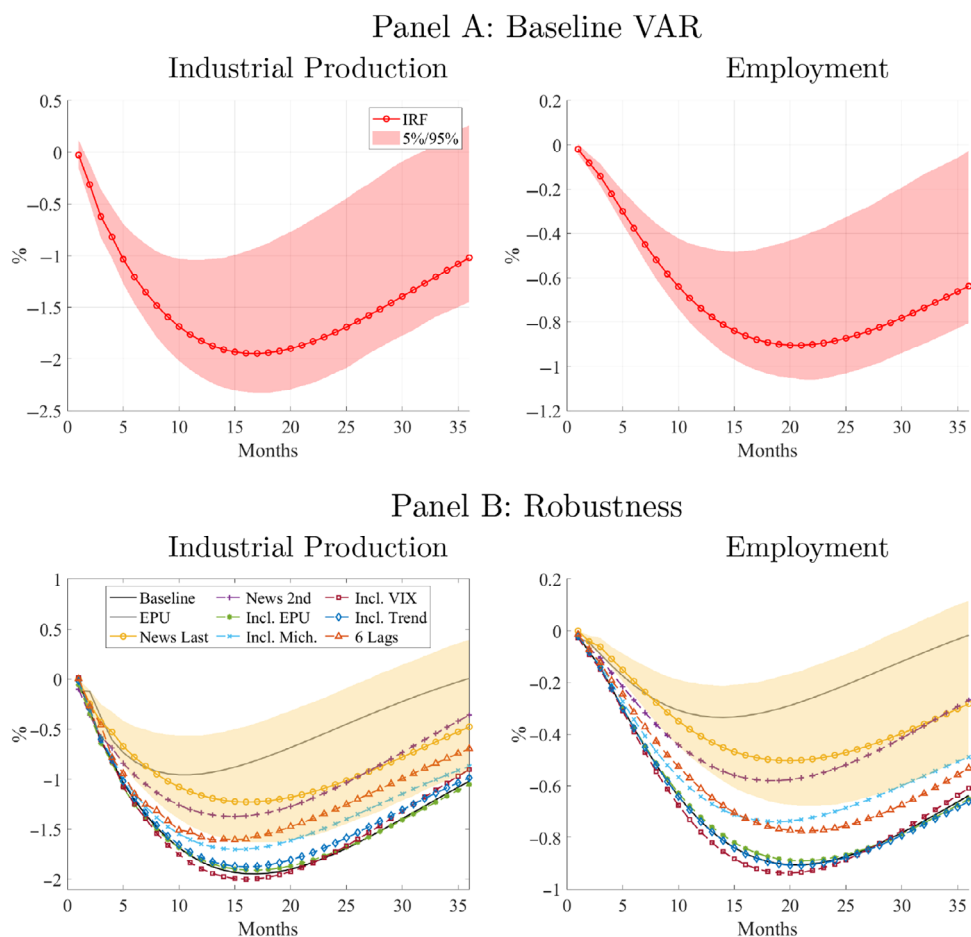 Panel A: Baseline VAR
Industrial Production
Employment
0.5
0
−0.5
−1
−1.5
−2
−2.5
%
IRF
5%/95%
0 5 10 15 20 25 30 35
Months
0.2
0
−0.2
−0.4
−0.6
−0.8
−1
−1.2
%
0 5 10 15 20 25 30 35
Months
Panel B: Robustness
Industrial Production
Employment
1
0.5
0
−0.5
−1
−1.5
−2
%
Baseline News 2nd Incl. VIX
EPU Incl. EPU Incl. Trend
News Last Incl. Mich. 6 Lags
0 5 10 15 20 25 30 35
Months
0.2
0
−0.2
−0.4
−0.6
−0.8
−1
%
0 5 10 15 20 25 30 35
Months